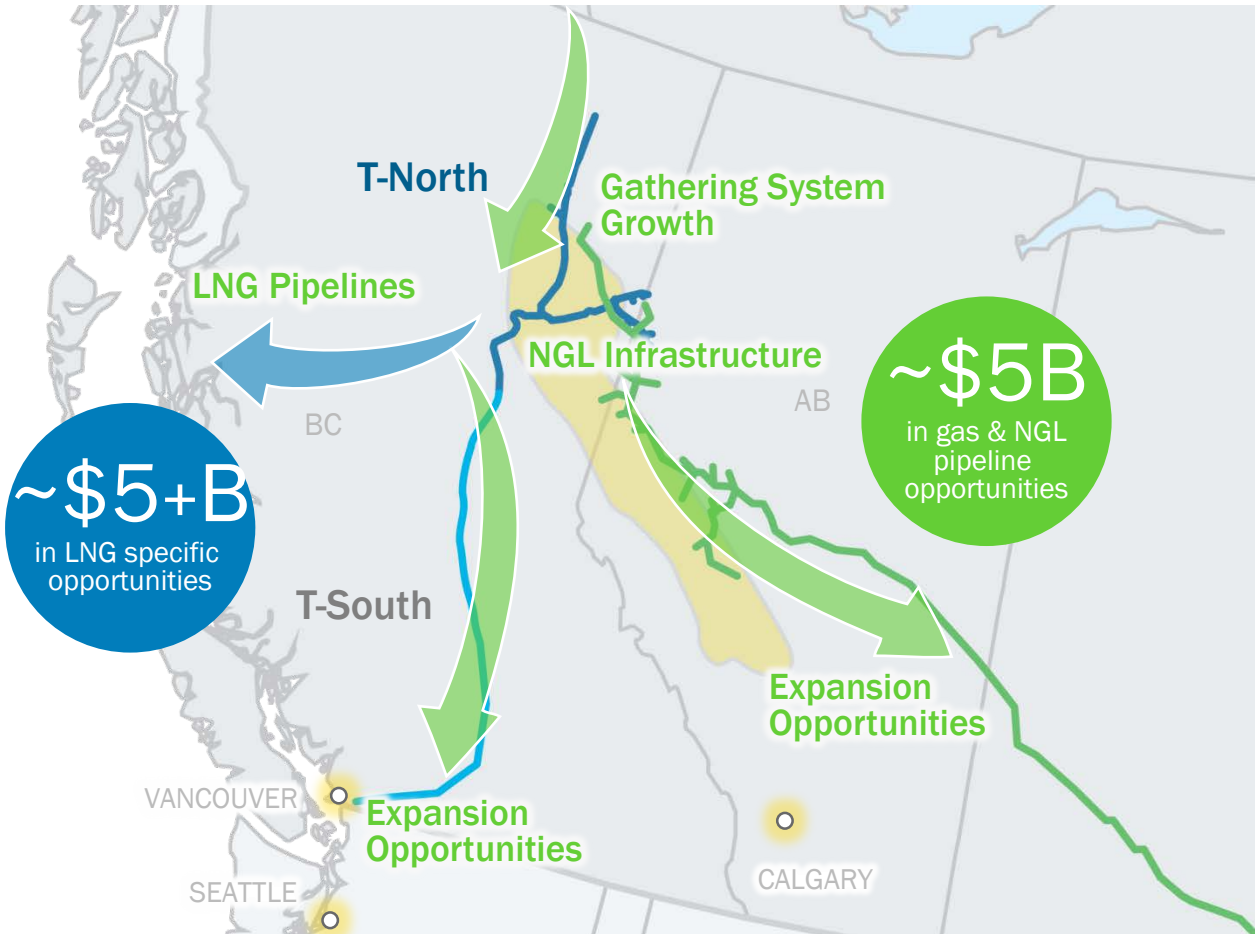 T-North
Gathering System
Growth
LNG Pipelines
NGL Infrastructure
BC
AB
~$5B
in gas & NGL
pipeline
opportunities
~$5+B
in LNG specific
opportunities
T-South
Expansion
Opportunities
VANCOUVER
Expansion
Opportunities
SEATTLE
CALGARY